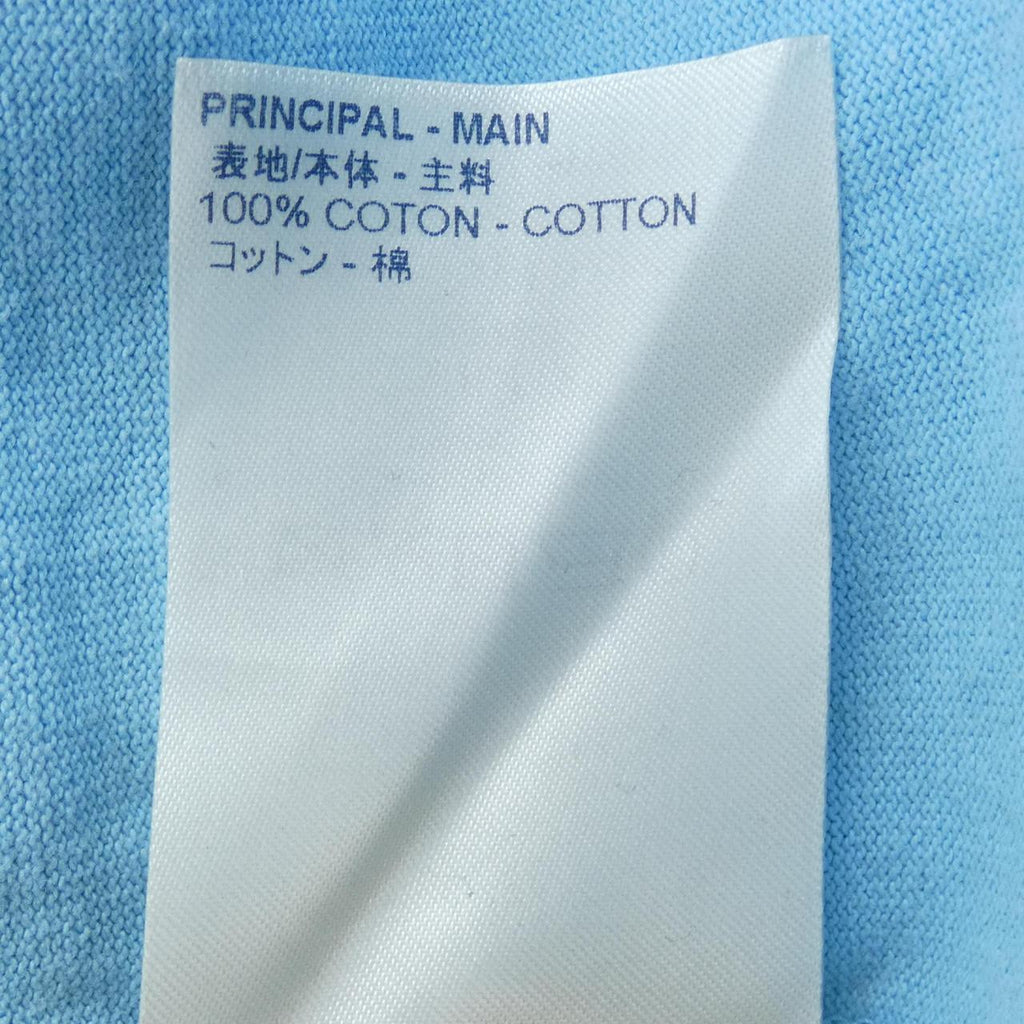 PRINCIPAL - MAIN
表地/本体 - 主料
100% COTON - COTTON
コットン - 棉